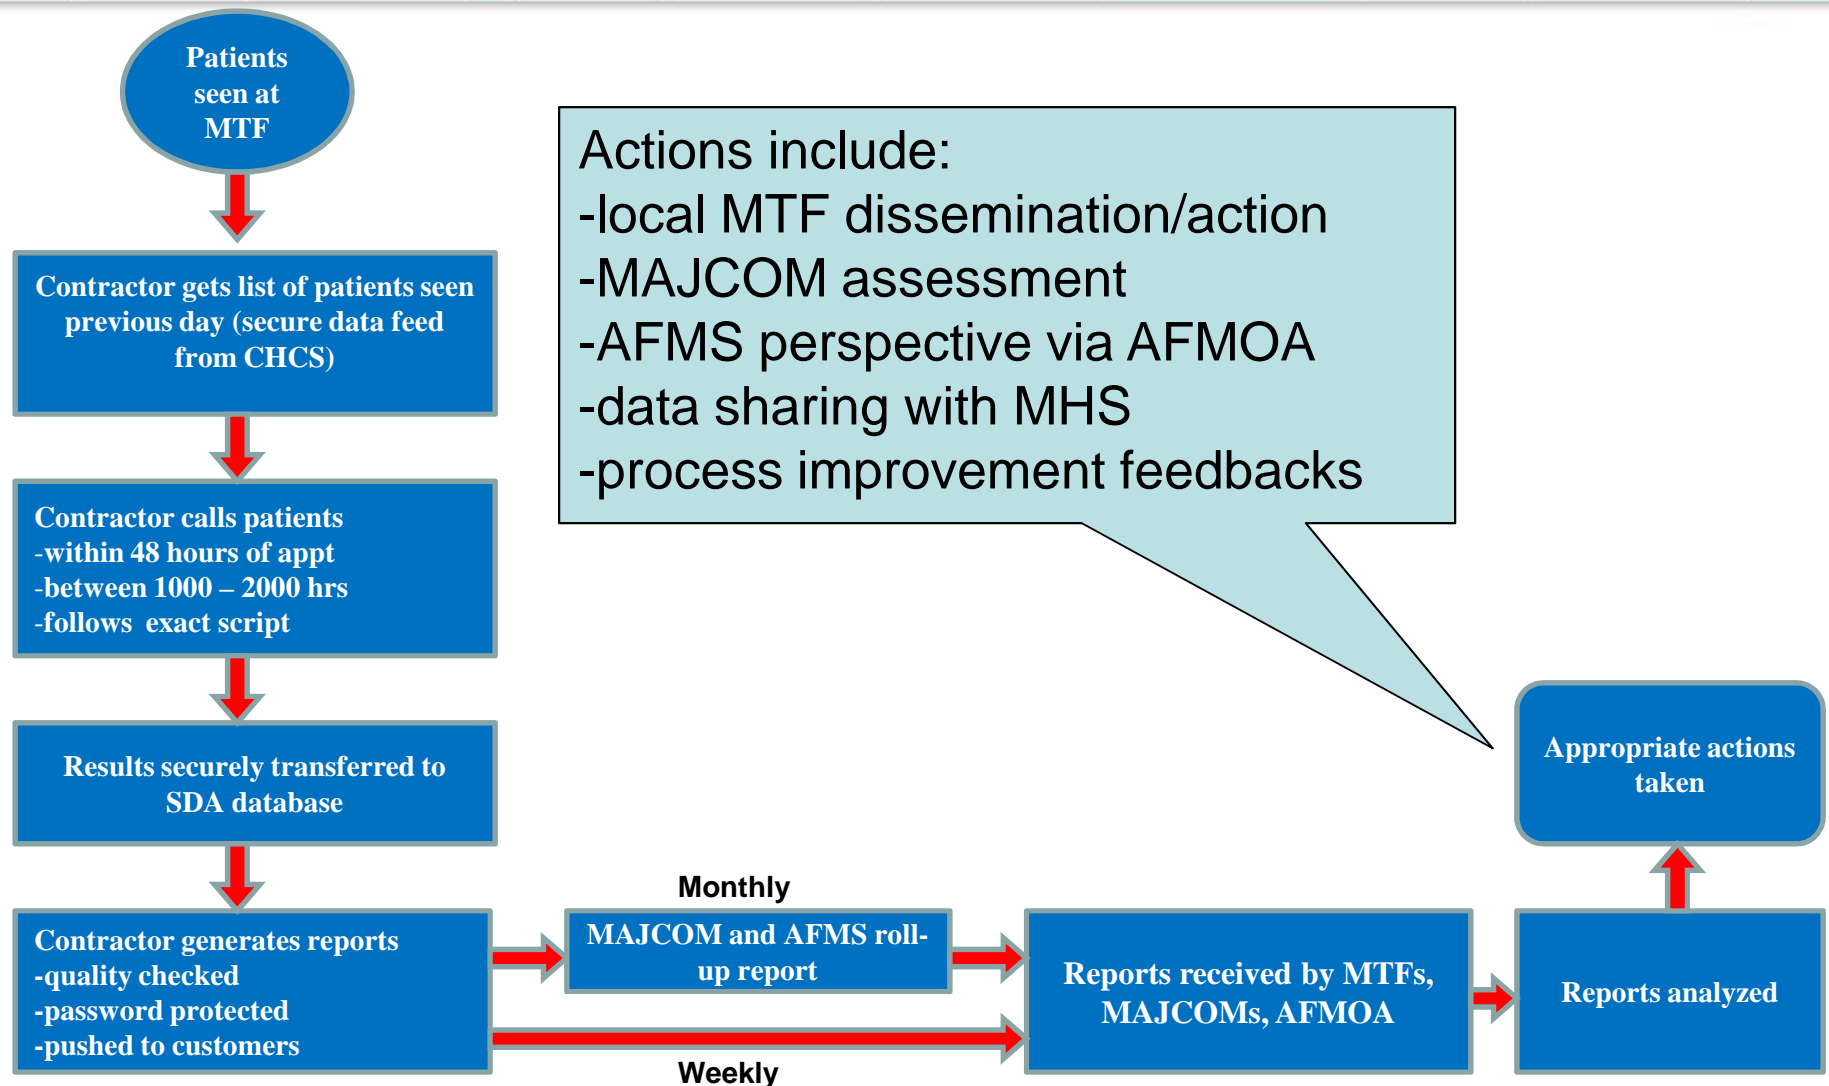 Patients
seen at
MTF
Contractor gets list of patients seen
previous day (secure data feed
from CHCS)
Contractor calls patients
-within 48 hours of appt
-between 1000 – 2000 hrs
-follows exact script
Results securely transferred to
SDA database
Contractor generates reports
-quality checked
-password protected
-pushed to customers
Monthly
MAJCOM and AFMS roll-
up report
Weekly
Reports received by MTFs,
MAJCOMs, AFMOA
Reports analyzed
Appropriate actions
taken
Actions include:
-local MTF dissemination/action
-MAJCOM assessment
-AFMS perspective via AFMOA
-data sharing with MHS
-process improvement feedbacks